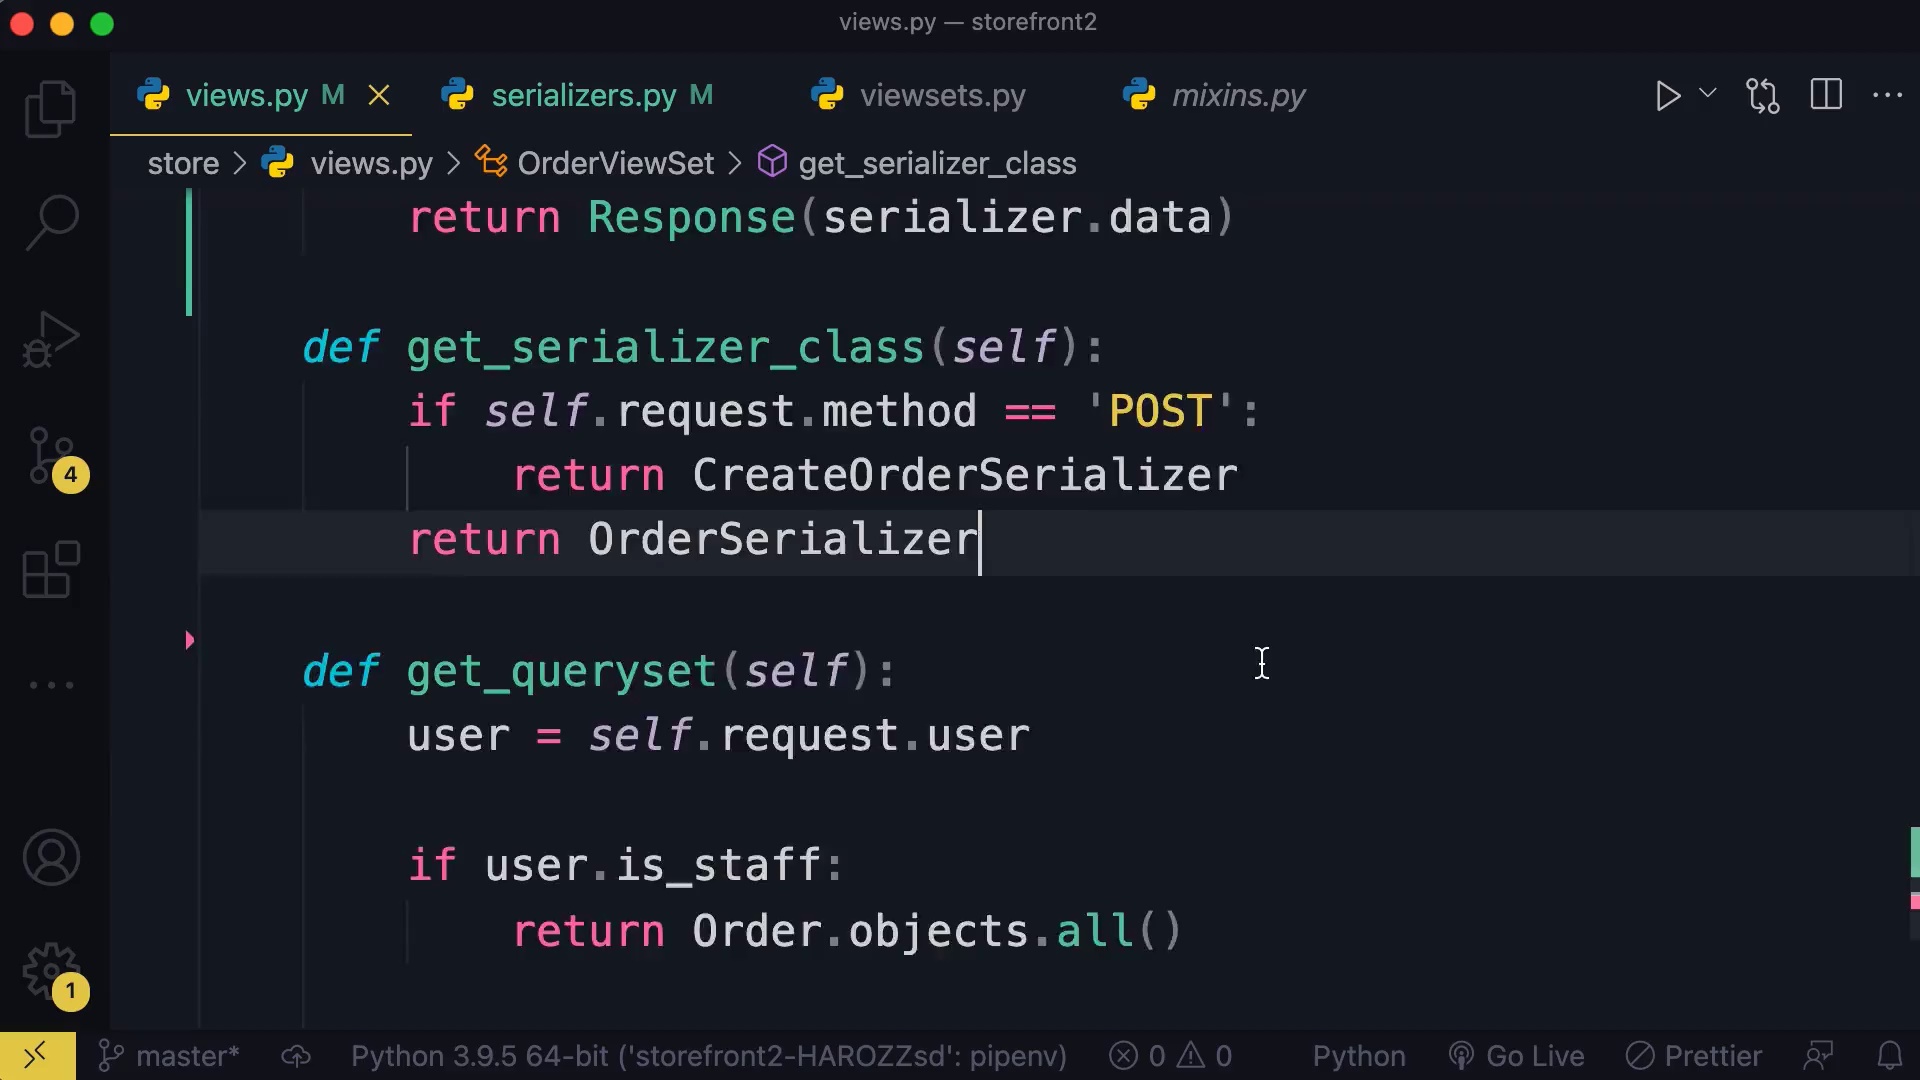 views.py — storefront2
views.py M serializers.py M viewsets.py mixins.py
store > views.py > OrderViewSet > get_serializer_class
return Response(serializer.data)
def get_serializer_class(self):
if self.request.method == 'POST':
return CreateOrderSerializer
return OrderSerializer
def get_queryset(self):
user = self.request.user
if user.is_staff:
return Order.objects.all()
4
1
master* Python 3.9.5 64-bit ('storefront2-HAROZZsd': pipenv) 0 0 Python Go Live Prettier